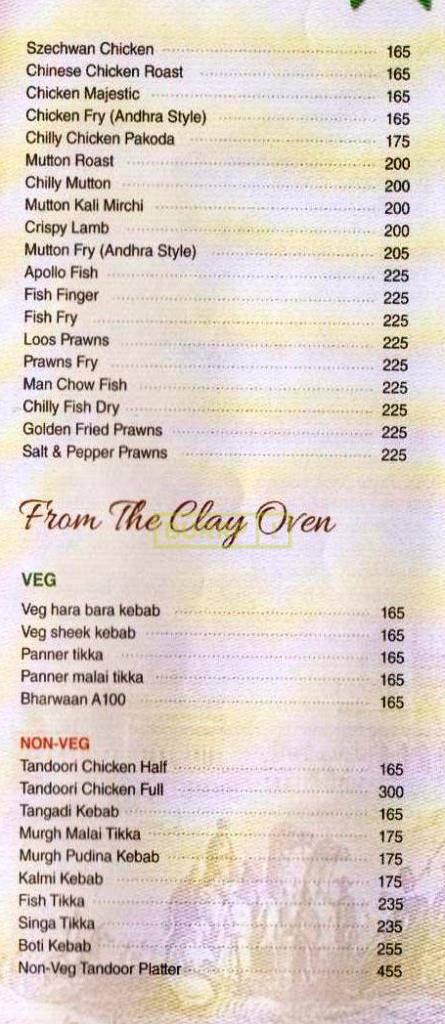 Szechwan Chicken 165
Chinese Chicken Roast 165
Chicken Majestic 165
Chicken Fry (Andhra Style) 165
Chilly Chicken Pakoda 175
Mutton Roast 200
Chilly Mutton 200
Mutton Kali Mirchi 200
Crispy Lamb 200
Mutton Fry (Andhra Style) 205
Apollo Fish 225
Fish Finger 225
Fish Fry 225
Loos Prawns 225
Prawns Fry 225
Man Chow Fish 225
Chilly Fish Dry 225
Golden Fried Prawns 225
Salt & Pepper Prawns 225
From The Clay Oven
VEG
Veg hara bara kebab 165
Veg sheek kebab 165
Panner tikka 165
Panner malai tikka 165
Bharwaan A100 165
NON-VEG
Tandoori Chicken Half 165
Tandoori Chicken Full 300
Tangadi Kebab 165
Murgh Malai Tikka 175
Murgh Pudina Kebab 175
Kalmi Kebab 175
Fish Tikka 235
Singa Tikka 235
Boti Kebab 255
Non-Veg Tandoor Platter 455